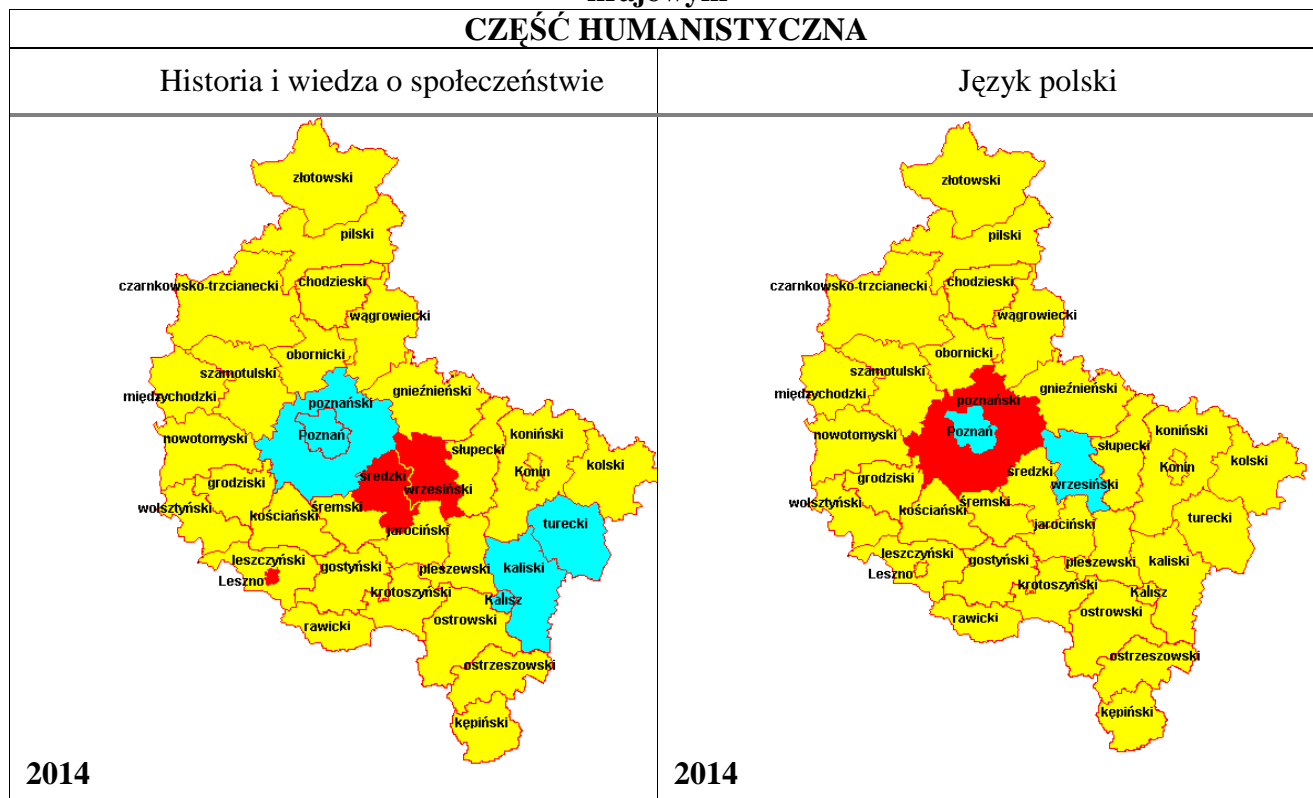 krajowym
CZĘŚĆ HUMANISTYCZNA
Historia i wiedza o społeczeństwie
złotowski
pilski
czarnkowsko-trzcianecki
chodzieski
wągrowiecki
obornicki
szamotulski
gnieźnieński
międzychodzki
poznański
Poznań
nowotomyski
koniński
słupecki
Konin
kolski
średzki
wrzesiński
grodziski
wolsztyński
kościański
śremski
turecki
jarociński
leszczyński
gostyński
pleszewski
kaliski
Leszno
krotoszyński
Kalisz
rawicki
ostrowski
ostrzeszowski
kępiński
2014
Język polski
złotowski
pilski
czarnkowsko-trzcianecki
chodzieski
wągrowiecki
obornicki
szamotulski
gnieźnieński
międzychodzki
poznański
Poznań
nowotomyski
koniński
słupecki
Konin
kolski
średzki
wrzesiński
grodziski
wolsztyński
kościański
śremski
turecki
jarociński
leszczyński
gostyński
pleszewski
kaliski
Leszno
krotoszyński
Kalisz
rawicki
ostrowski
ostrzeszowski
kępiński
2014